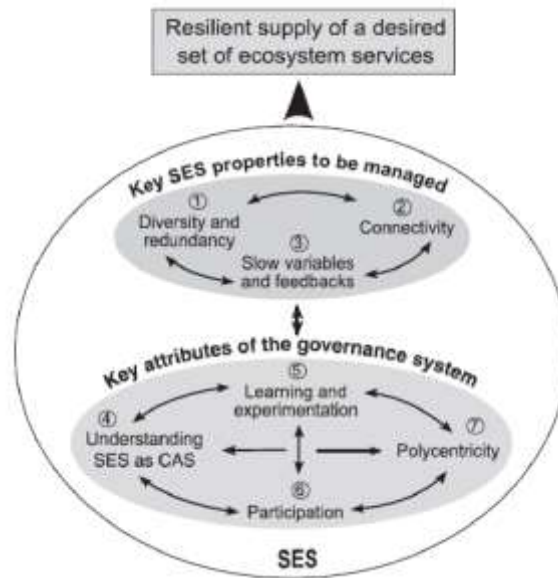 Resilient supply of a desired
set of ecosystem services
Key SES properties to be managed
①
Diversity and
redundancy
②
Connectivity
③
Slow variables
and feedbacks
Key attributes of the governance system
⑤
Learning and
experimentation
④
Understanding
SES as CAS
⑦
Polycentricity
⑥
Participation
SES